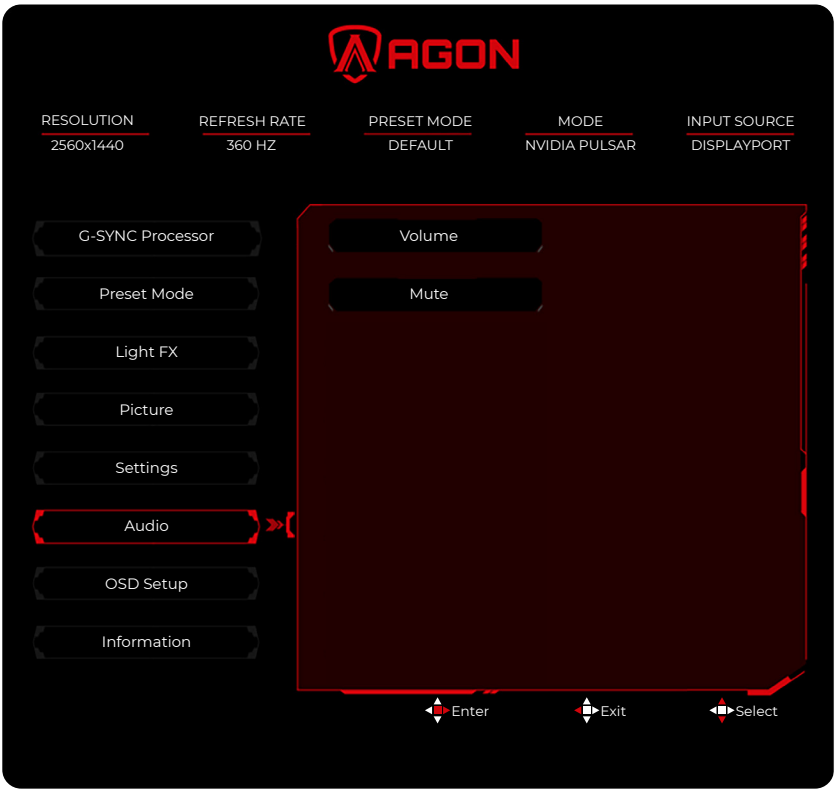 AGON
RESOLUTION REFRESH RATE PRESET MODE MODE INPUT SOURCE
2560x1440 360 HZ DEFAULT NVIDIA PULSAR DISPLAYPORT
G-SYNC Processor
Preset Mode
Light FX
Picture
Settings
Audio
OSD Setup
Information
Volume
Mute
Enter Exit Select